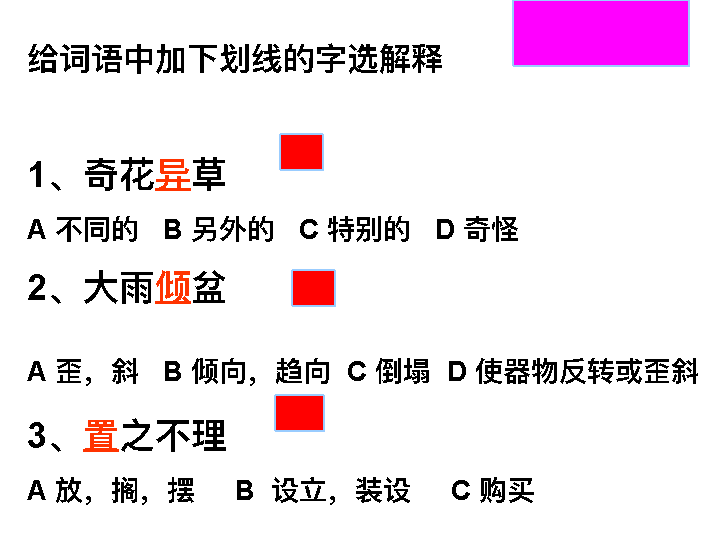 给词语中加下划线的字选解释
1、奇花异草
A 不同的 B 另外的 C 特别的 D 奇怪
2、大雨倾盆
A 歪，斜 B 倾向，趋向 C 倒塌 D 使器物反转或歪斜
3、置之不理
A 放，搁，摆 B 设立，装设 C 购买